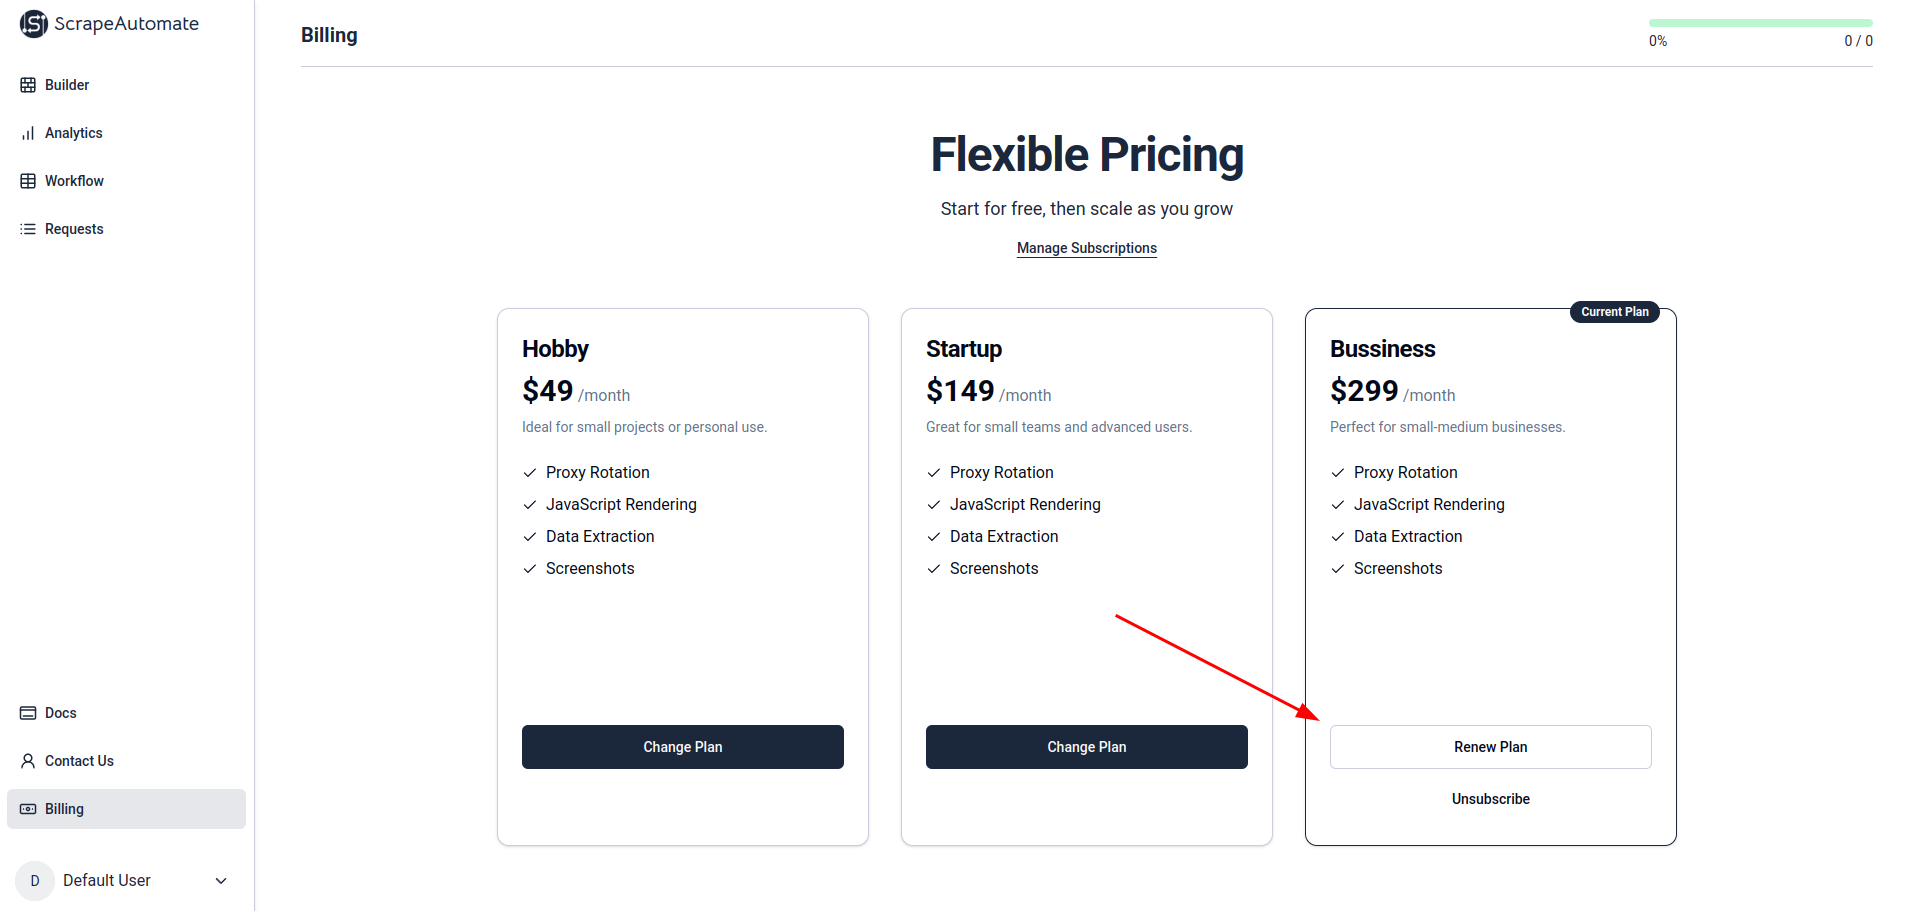 ScrapeAutomate
Builder
Analytics
Workflow
Requests
Docs
Contact Us
Billing
D
Default User
Billing
0%
0 / 0
Flexible Pricing
Start for free, then scale as you grow
Manage Subscriptions
Hobby
$49 /month
Ideal for small projects or personal use.
Proxy Rotation
JavaScript Rendering
Data Extraction
Screenshots
Change Plan
Startup
$149 /month
Great for small teams and advanced users.
Proxy Rotation
JavaScript Rendering
Data Extraction
Screenshots
Change Plan
Current Plan
Bussiness
$299 /month
Perfect for small-medium businesses.
Proxy Rotation
JavaScript Rendering
Data Extraction
Screenshots
Renew Plan
Unsubscribe